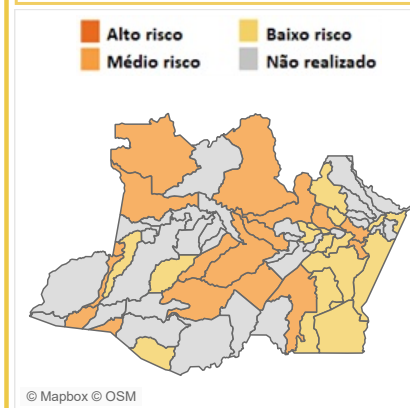 Alto risco
Baixo risco
Médio risco
Não realizado
© Mapbox © OSM